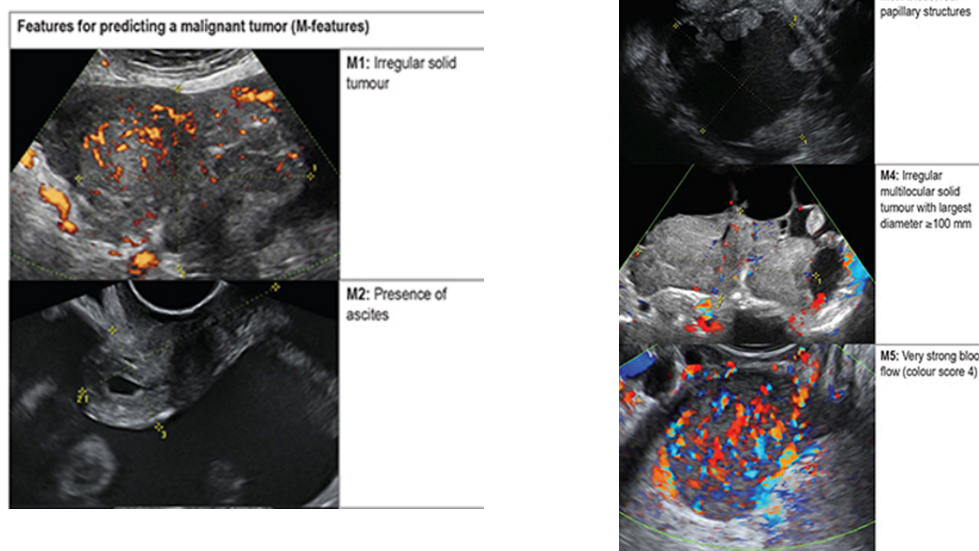 Features for predicting a malignant tumor (M-features)
M1: Irregular solid
tumour
M2: Presence of
ascites
papillary structures
M4: Irregular
multilocular solid
tumour with largest
diameter ≥100 mm
M5: Very strong bloo
flow (colour score 4)